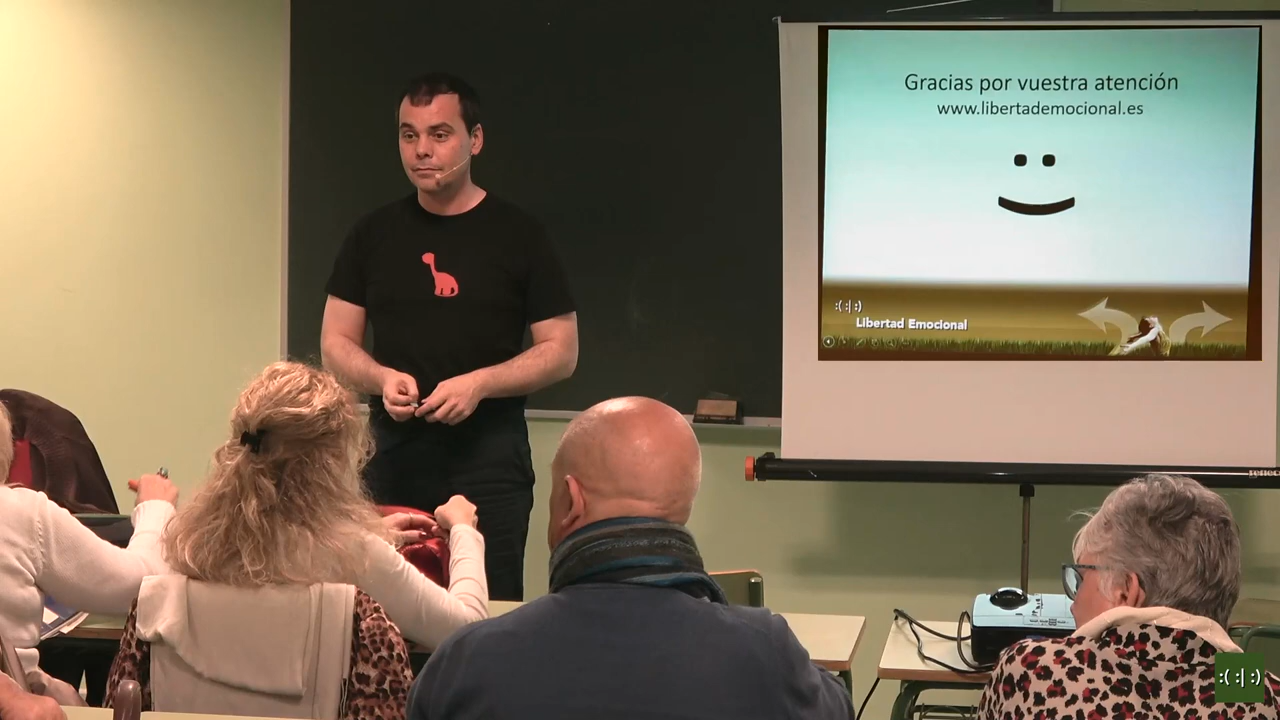 Gracias por vuestra atención
www.libertademocional.es
:( :| :)
Libertad Emocional
:( :| :)